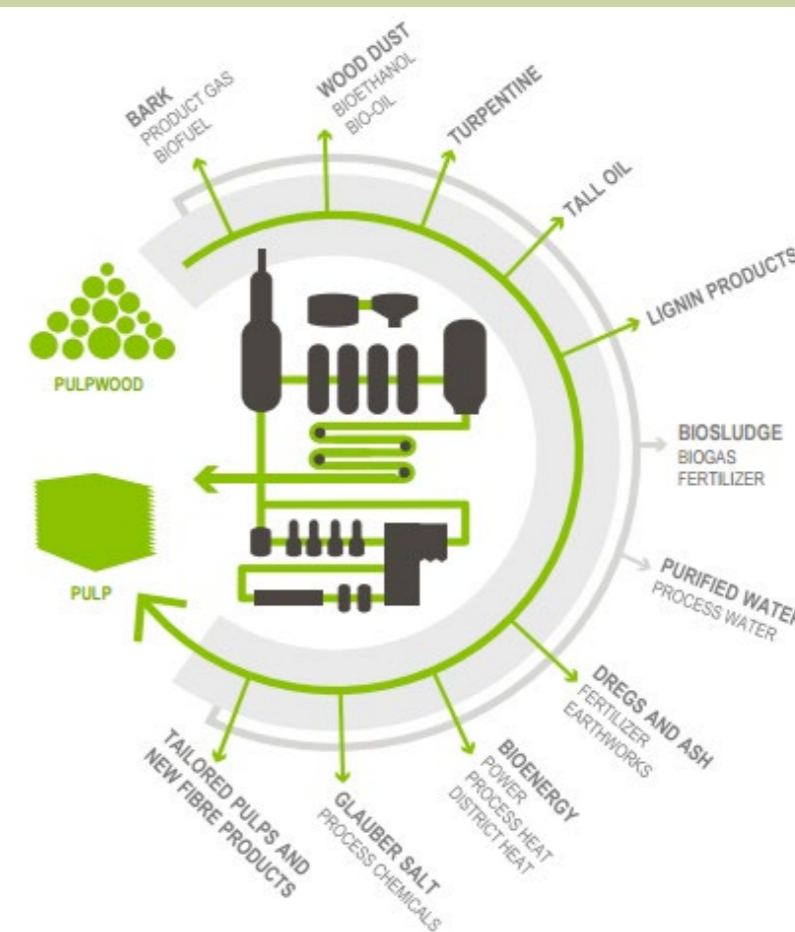 BARK
PRODUCT GAS
BIOFUEL
WOOD DUST
BIOETHANOL
BIO-OIL
TURPENTINE
TALL OIL
LIGNIN PRODUCTS
PULPWOOD
BIOSLUDGE
BIOGAS
FERTILIZER
PULP
PURIFIED WATER
PROCESS WATER
DREGS AND ASH
FERTILIZER
EARTHWORKS
BIOENERGY
POWER
PROCESS HEAT
DISTRICT HEAT
GLAUBER SALT
PROCESS CHEMICALS
TAILORED PULPS AND
NEW FIBRE PRODUCTS